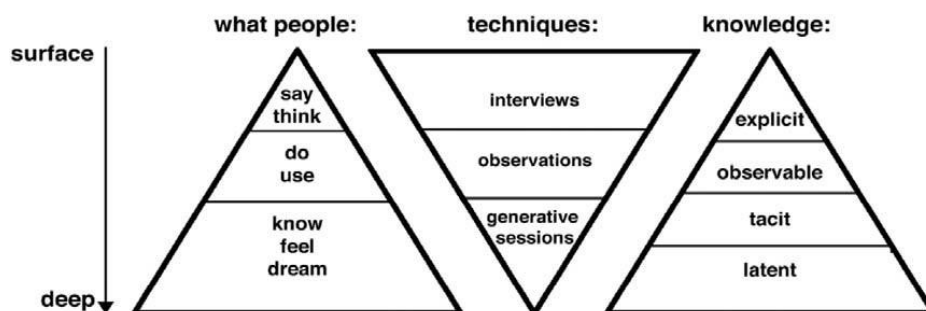 what people:
techniques:
knowledge:
surface
say
think
do
use
know
feel
dream
interviews
observations
generative
sessions
explicit
observable
tacit
latent
deep